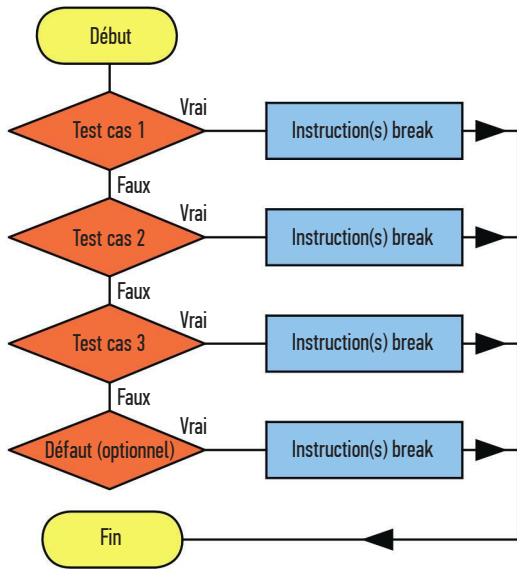 Début
Vrai
Test cas 1
Instruction(s) break
Faux
Vrai
Test cas 2
Instruction(s) break
Faux
Vrai
Test cas 3
Instruction(s) break
Faux
Vrai
Défaut (optionnel)
Instruction(s) break
Fin